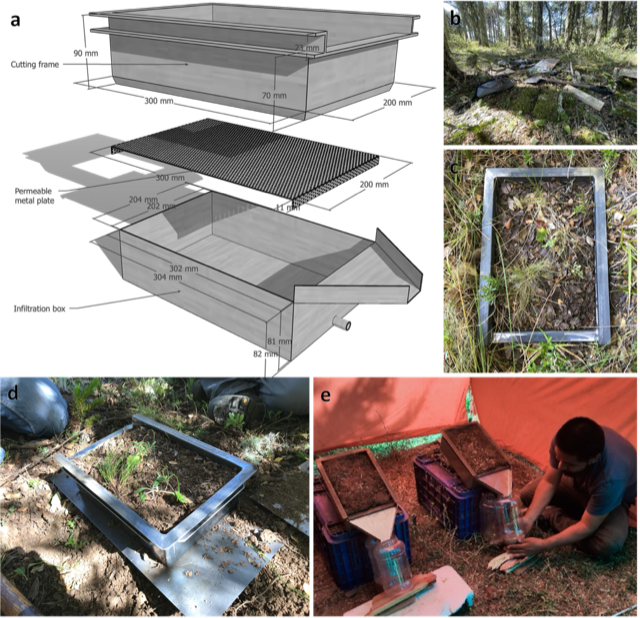 a
90 mm
23 mm
Cutting frame
70 mm
300 mm
200 mm
300 mm
200 mm
Permeable
metal plate
204 mm
202 mm
11 mm
302 mm
304 mm
Infiltration box
81 mm
82 mm
b
c
d
e